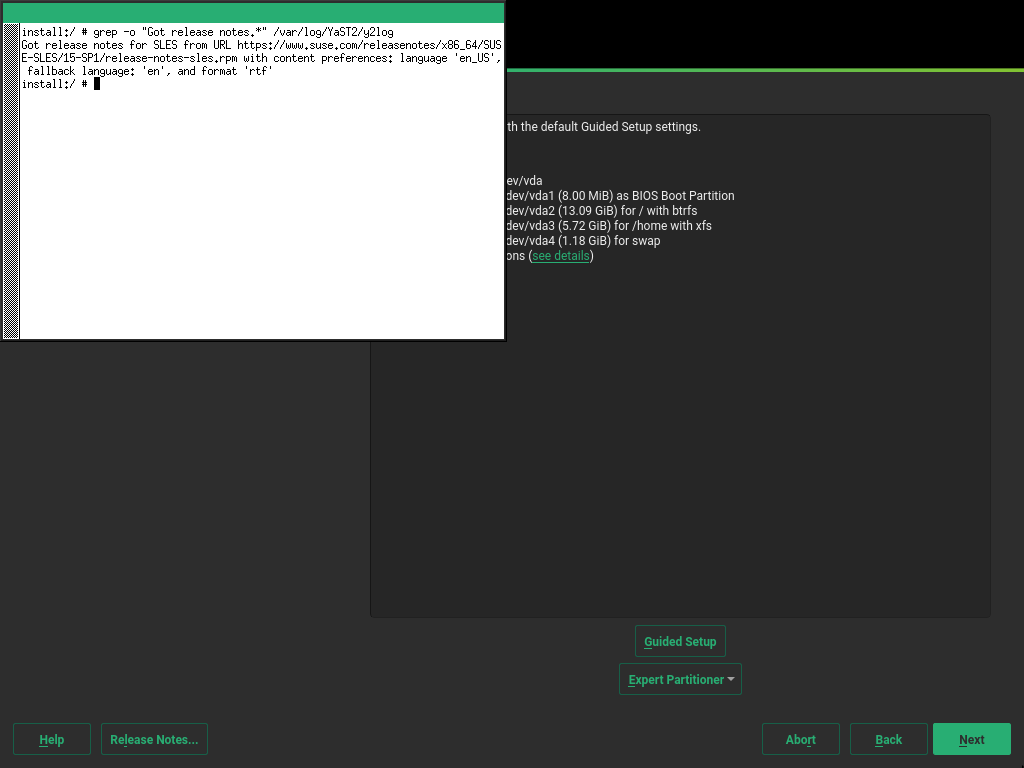 install:/ # grep -o "Got release notes.*" /var/log/YaST2/y2log
Got release notes for SLES from URL https://www.suse.com/releasenotes/x86_64/SUS
E-SLES/15-SP1/release-notes-sles.rpm with content preferences: language 'en_US',
fallback language: 'en', and format 'rtf'
install:/ #
th the default Guided Setup settings.
ev/vda
dev/vda1 (8.00 MiB) as BIOS Boot Partition
dev/vda2 (13.09 GiB) for / with btrfs
dev/vda3 (5.72 GiB) for /home with xfs
dev/vda4 (1.18 GiB) for swap
ons (see details)
Guided Setup
Expert Partitioner
Help
Release Notes...
Abort
Back
Next